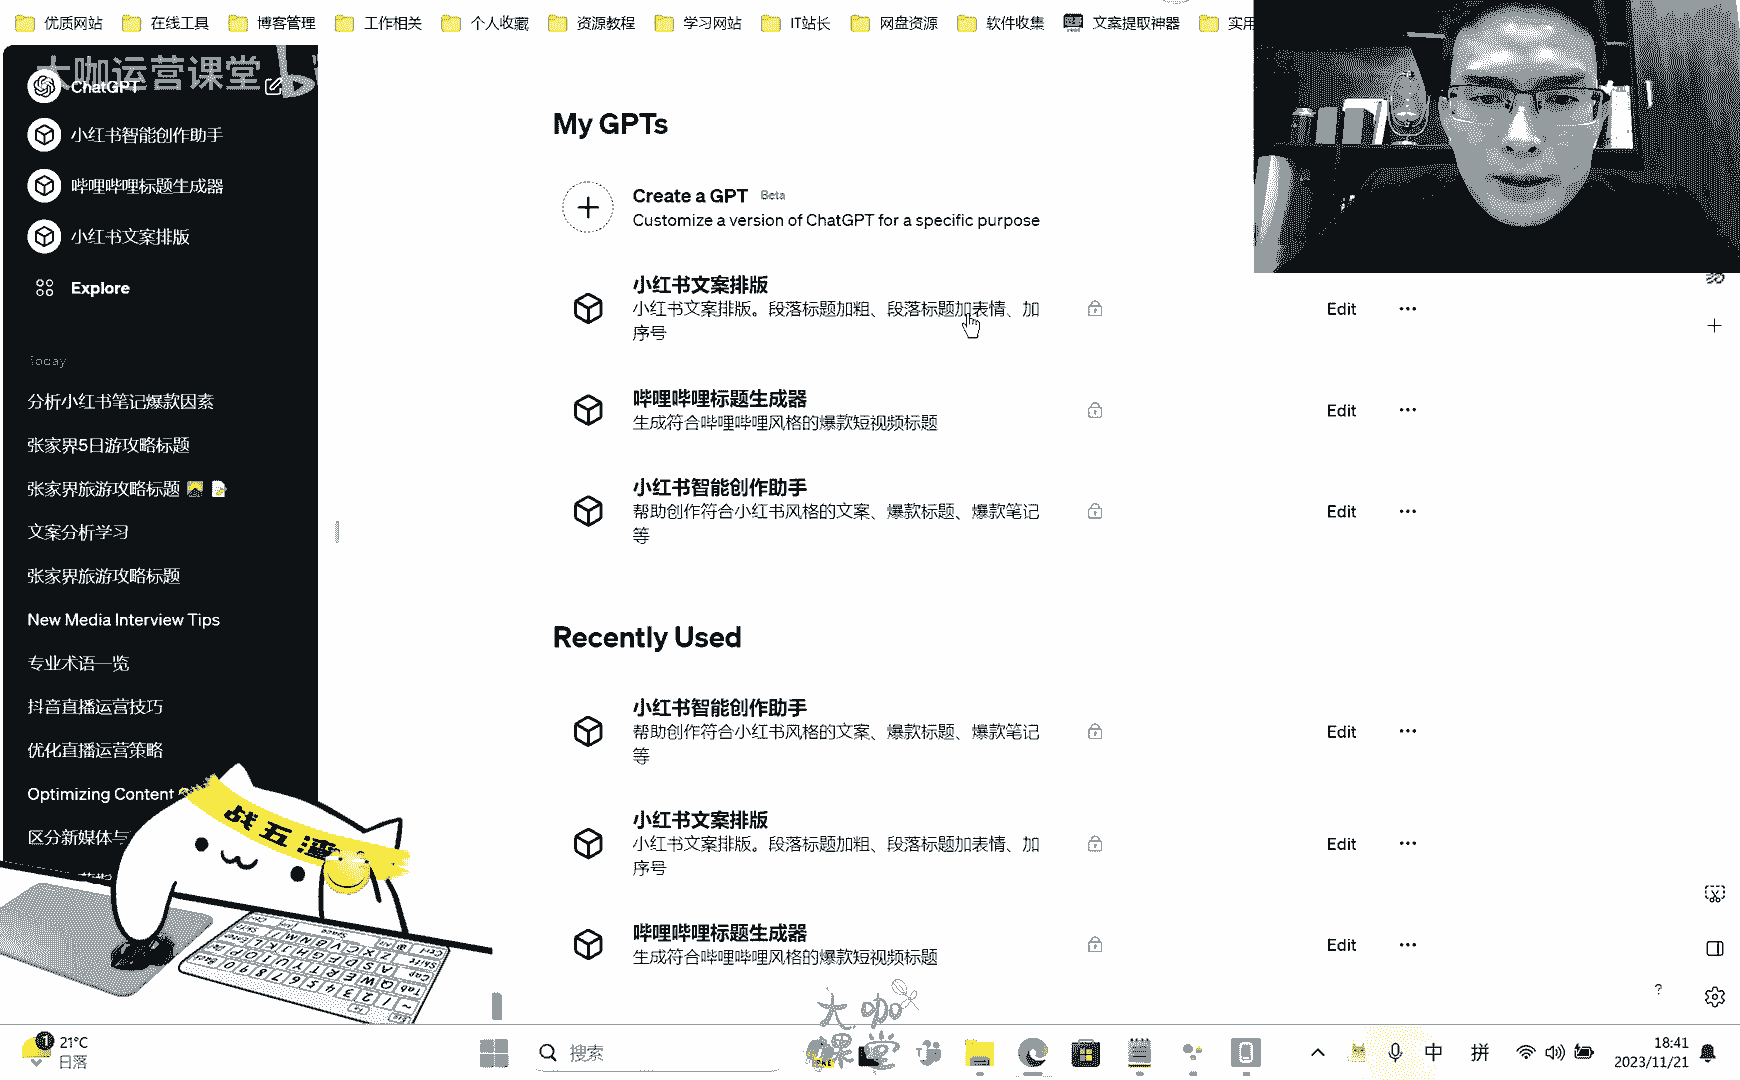 优质网站 在线工具 博客管理 工作相关 个人收藏 资源教程 学习网站 IT站长 网盘资源 软件收集 文案提取神器 实用
大咖运营课堂
ChatGPT
小红书智能创作助手
哔哩哔哩标题生成器
小红书文案排版
Explore
Today
分析小红书笔记爆款因素
张家界5日游攻略标题
张家界旅游攻略标题
文案分析学习
张家界旅游攻略标题
New Media Interview Tips
专业术语一览
抖音直播运营技巧
优化直播运营策略
Optimizing Content
区分新媒体与
My GPTs
Create a GPT Beta
Customize a version of ChatGPT for a specific purpose
小红书文案排版
小红书文案排版。段落标题加粗、段落标题加表情、加
序号
Edit
哔哩哔哩标题生成器
生成符合哔哩哔哩风格的爆款短视频标题
Edit
小红书智能创作助手
帮助创作符合小红书风格的文案、爆款标题、爆款笔记
等
Edit
Recently Used
小红书智能创作助手
帮助创作符合小红书风格的文案、爆款标题、爆款笔记
等
Edit
小红书文案排版
小红书文案排版。段落标题加粗、段落标题加表情、加
序号
Edit
哔哩哔哩标题生成器
生成符合哔哩哔哩风格的爆款短视频标题
Edit
战五渣
大咖
课堂
?
1
21°C
日落
搜索
中 拼
18:41
2023/11/21